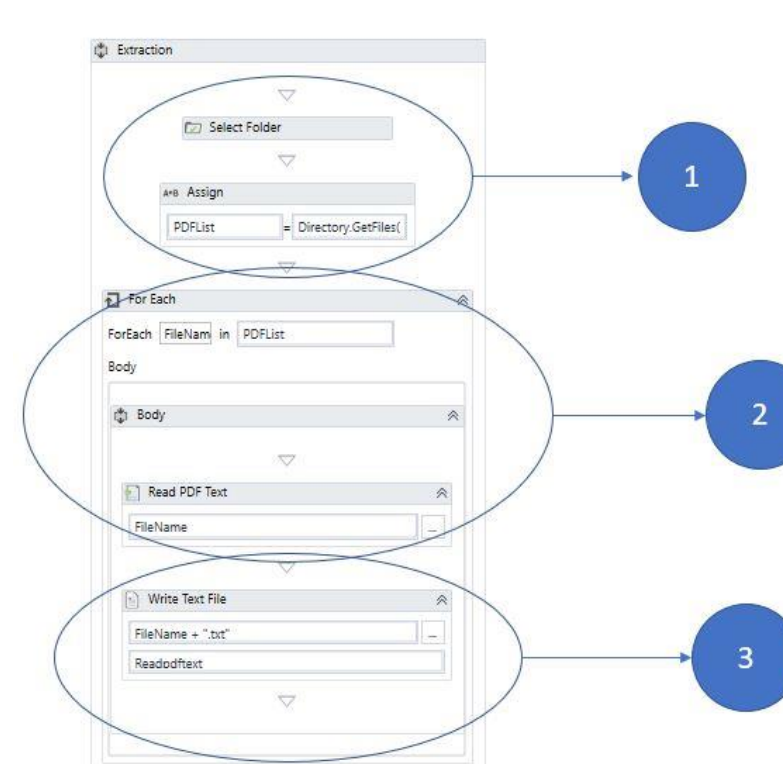 Extraction
Select Folder
1
A+B Assign
PDFList = Directory.GetFiles(
For Each
ForEach FileNam in PDFList
Body
Body
2
Read PDF Text
FileName ...
Write Text File
FileName + ".txt" ...
3
Readpdftext